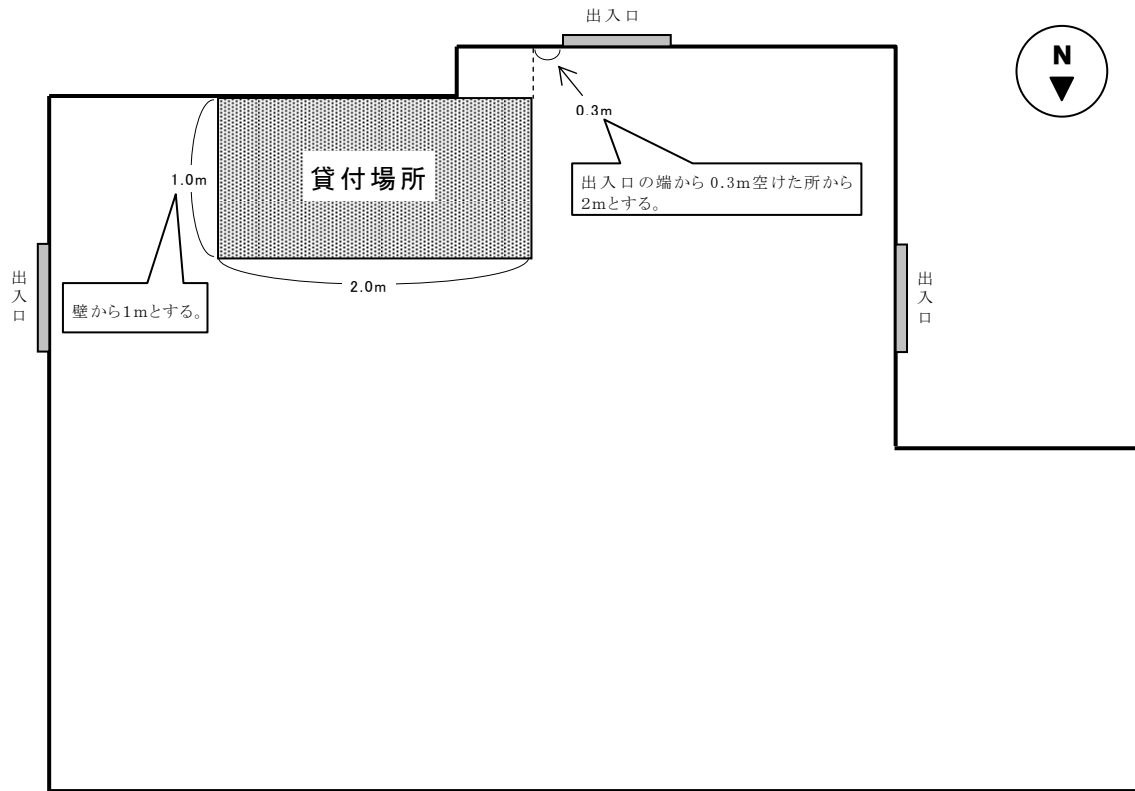 出入口
N
0.3m
出入口の端から0.3m空けた所から
2mとする。
貸付場所
1.0m
2.0m
壁から1mとする。
出入口
出入口